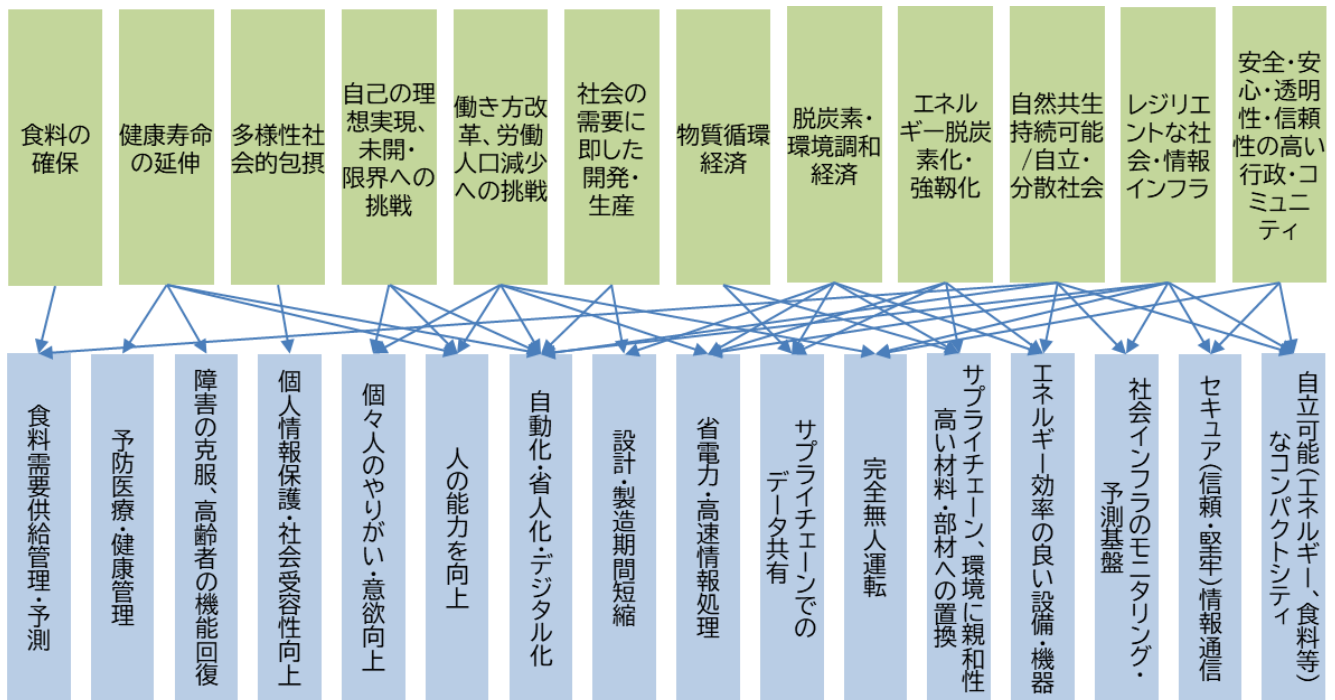 食料の
確保
健康寿命
の延伸
多様性社
会的包摂
自己の理
想実現、
未開・
限界への
挑戦
働き方改
革、労働
人口減少
への挑戦
社会の
需要に
即した
開発・
生産
物質循環
経済
脱炭素・
環境調和
経済
エネル
ギー脱炭
素化・
強靱化
自然共生
持続可能
/自立・
分散社会
レジリエ
ントな社
会・情報
インフラ
安全・安
心・透明
性・信頼
性の高い
行政・コ
ミュニ
ティ
食料需要供給管理・予測
予防医療・健康管理
障害の克服、高齢者の機能回復
個人情報保護・社会受容性向上
個々人のやりがい・意欲向上
人の能力を向上
自動化・省人化・デジタル化
設計・製造期間短縮
省電力・高速情報処理
サプライチェーンでの
データ共有
完全無人運転
サプライチェーン、環境に親和性
高い材料・部材への置換
エネルギー効率の良い設備・機器
社会インフラのモニタリング・
予測基盤
セキュア(信頼・堅牢)情報通信
自立可能(エネルギー、食料等)
なコンパクトシティ